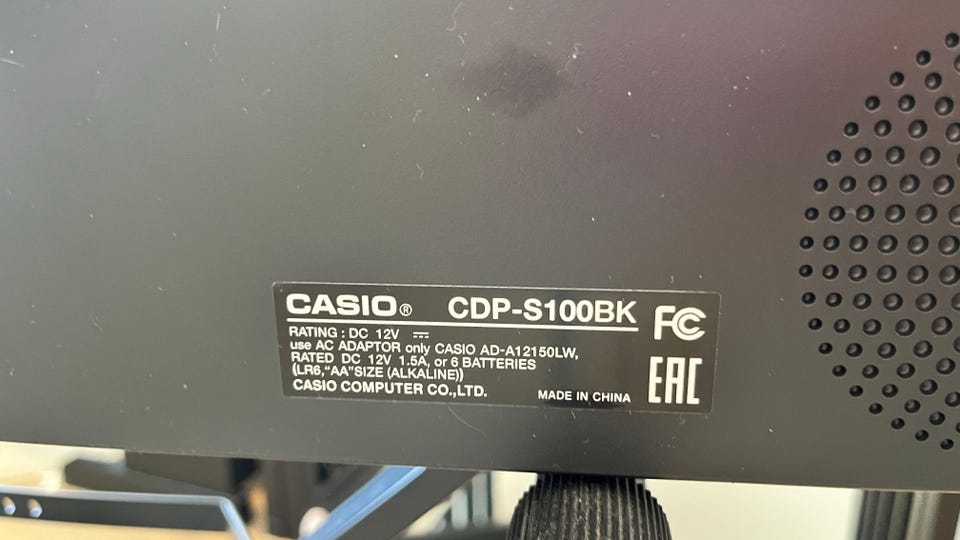 CASIO® CDP-S100BK
FC
RATING : DC 12V ⎓
use AC ADAPTOR only CASIO AD-A12150LW,
RATED DC 12V 1.5A, or 6 BATTERIES
(LR6,“AA”SIZE (ALKALINE))
CASIO COMPUTER CO.,LTD. MADE IN CHINA
EAC